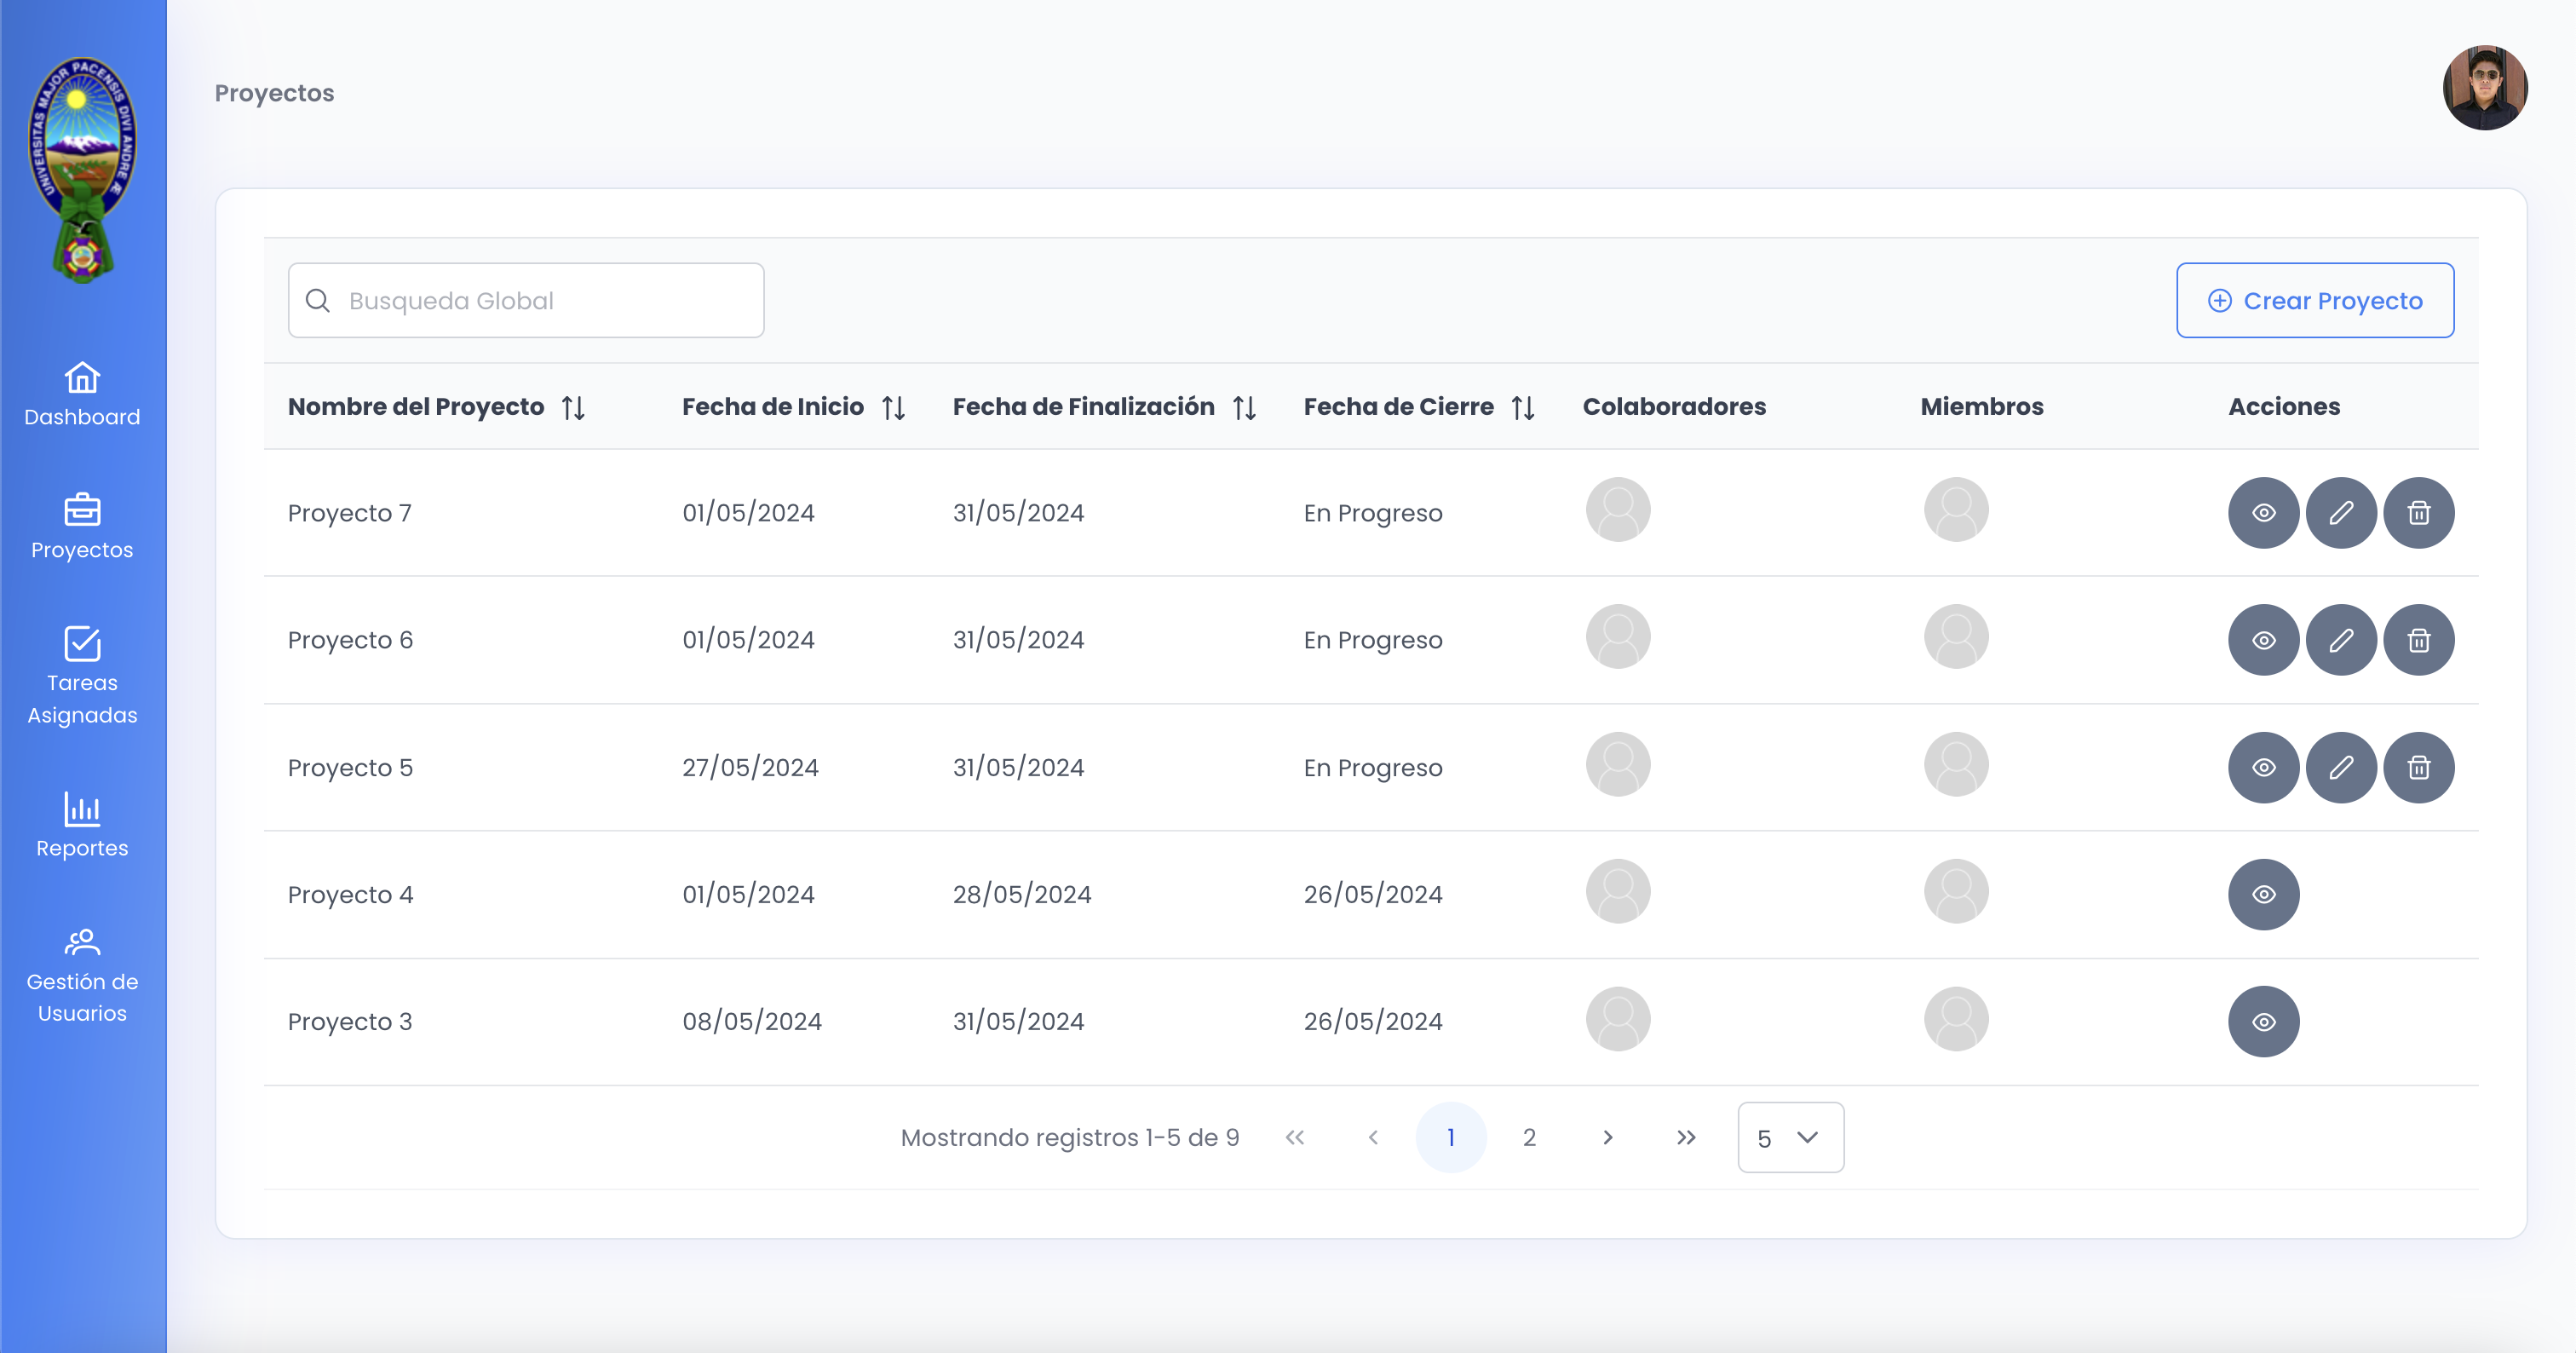 UNIVERSITAS MAJOR PACENSIS DIVI ANDRE Æ
Proyectos
Busqueda Global
Crear Proyecto
Dashboard
Proyectos
Tareas
Asignadas
Reportes
Gestión de
Usuarios
Nombre del Proyecto Fecha de Inicio Fecha de Finalización Fecha de Cierre Colaboradores Miembros Acciones
Proyecto 7 01/05/2024 31/05/2024 En Progreso
Proyecto 6 01/05/2024 31/05/2024 En Progreso
Proyecto 5 27/05/2024 31/05/2024 En Progreso
Proyecto 4 01/05/2024 28/05/2024 26/05/2024
Proyecto 3 08/05/2024 31/05/2024 26/05/2024
Mostrando registros 1-5 de 9 « ‹ 1 2 › » 5